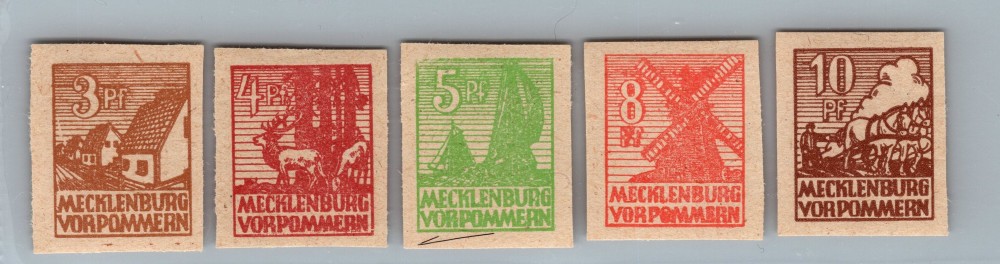 3 Pf
MECKLENBURG
VORPOMMERN
4 Pf
MECKLENBURG
VORPOMMERN
5 Pf
MECKLENBURG
VORPOMMERN
8
Pf
MECKLENBURG
VORPOMMERN
10
PF
MECKLENBURG
VORPOMMERN